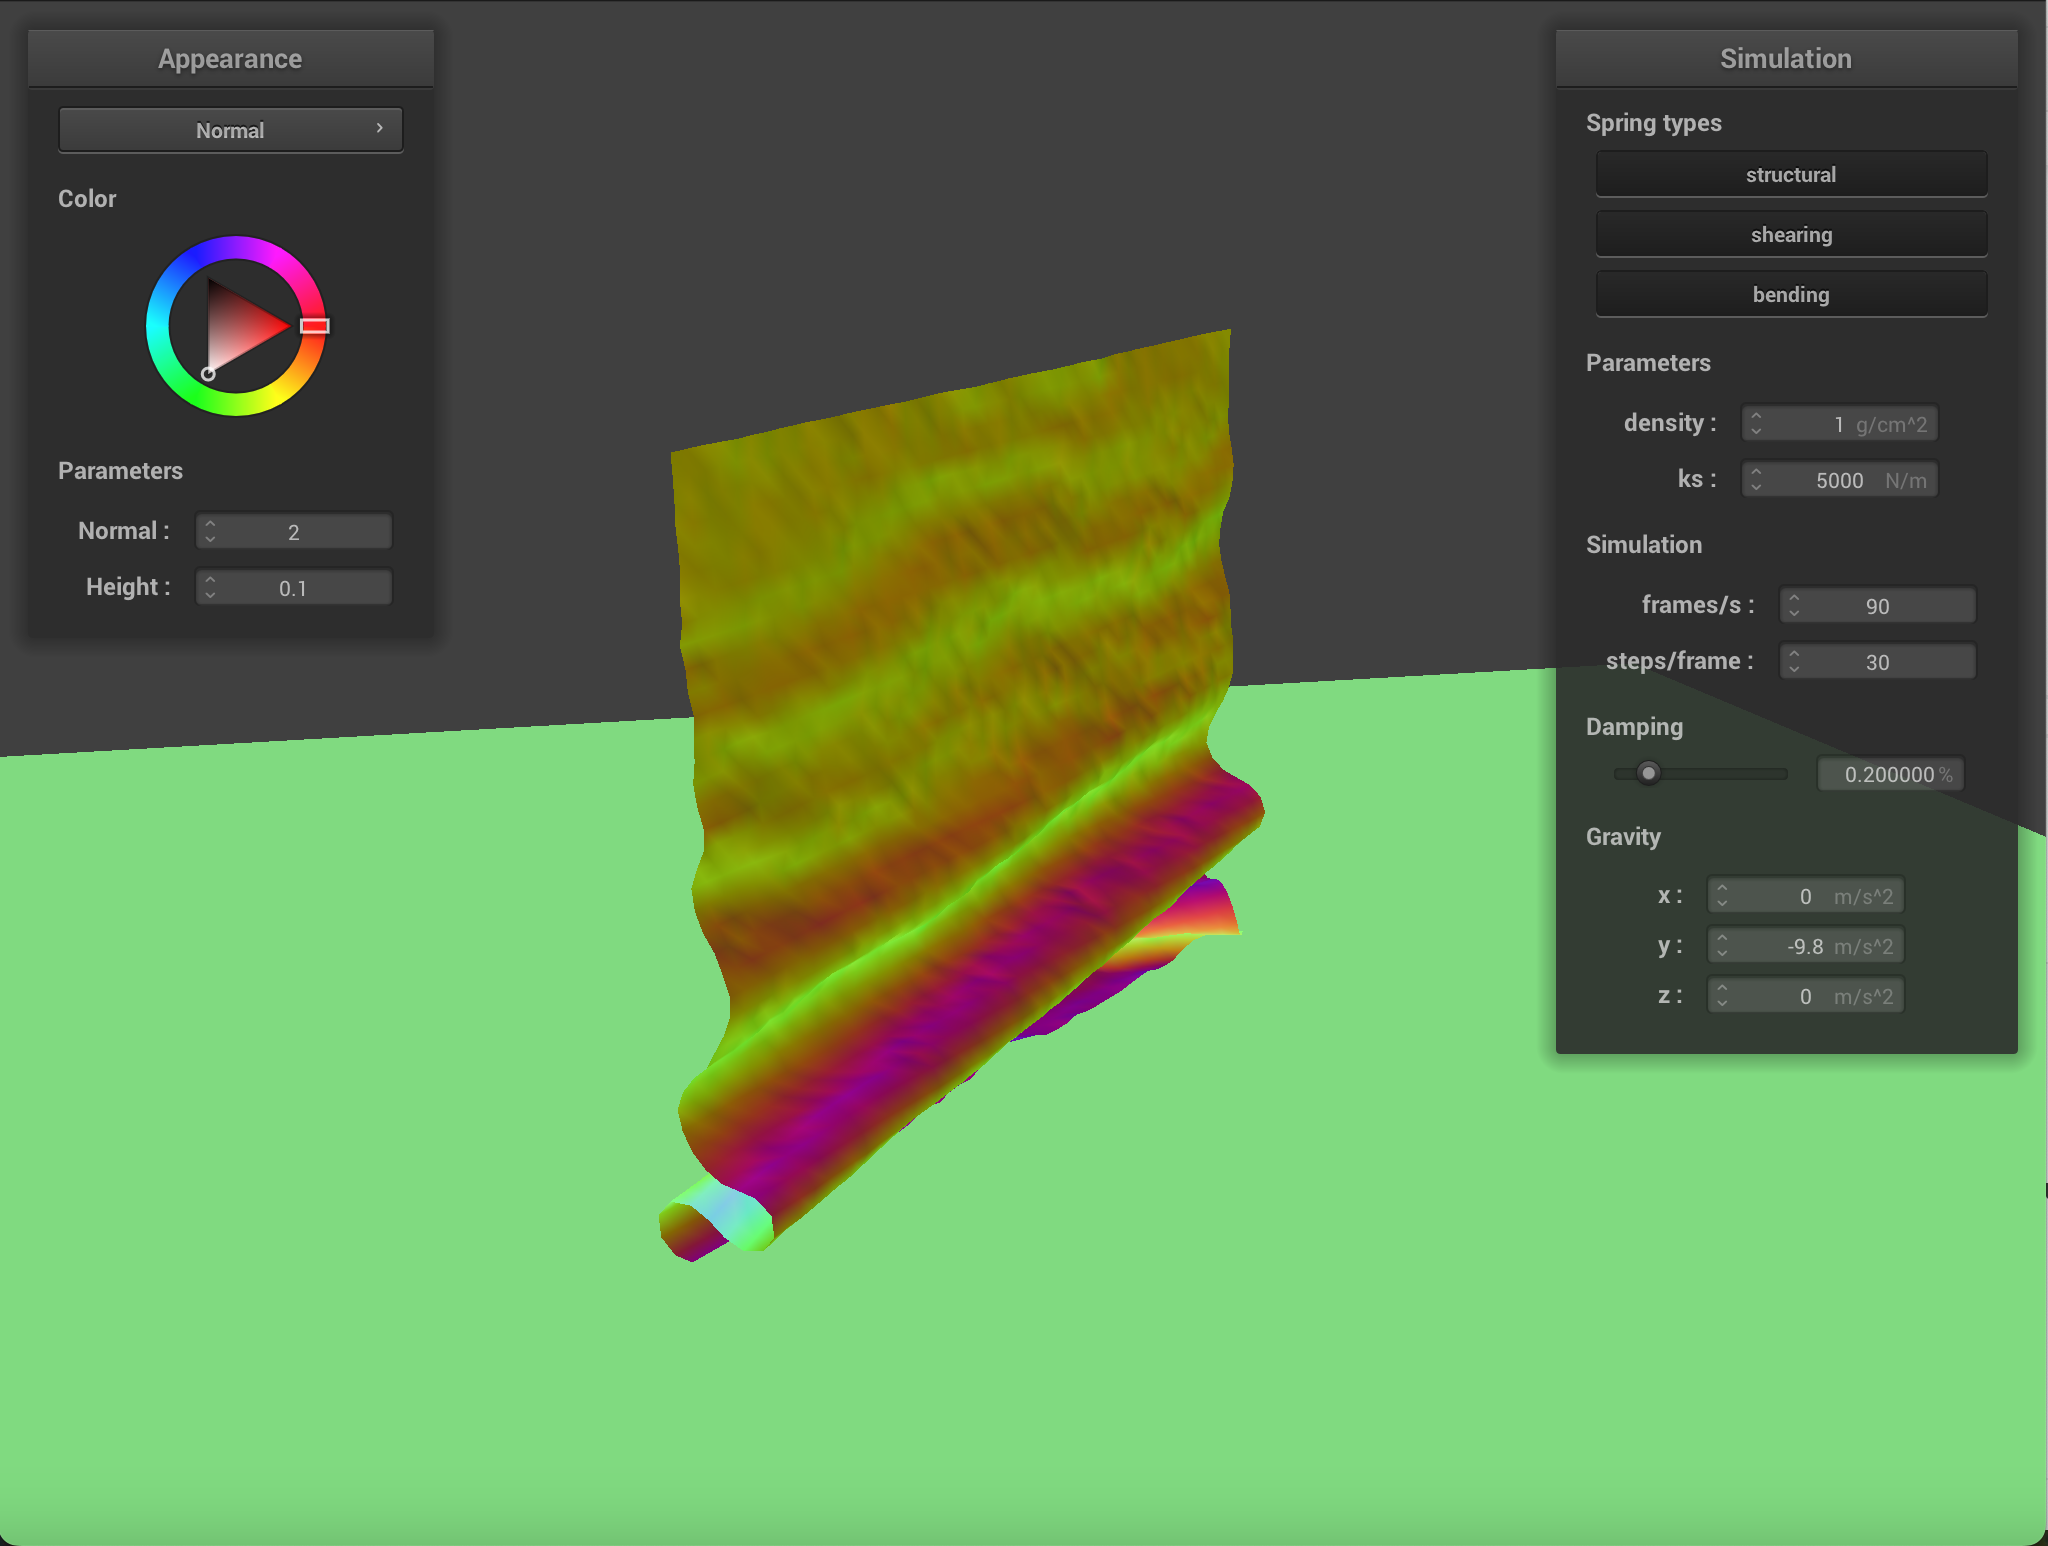 Appearance
Normal
Color
Parameters
Normal : 2
Height : 0.1
Simulation
Spring types
structural
shearing
bending
Parameters
density : 1 g/cm^2
ks : 5000 N/m
Simulation
frames/s : 90
steps/frame : 30
Damping
0.200000 %
Gravity
x : 0 m/s^2
y : -9.8 m/s^2
z : 0 m/s^2